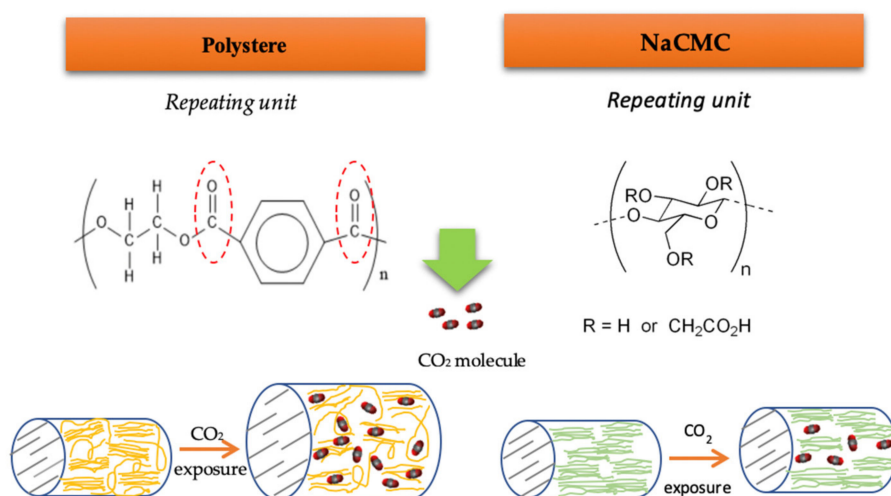 Polystere
NaCMC
Repeating unit
Repeating unit
O
H
H
C
C
H
H
O
O
C
O
C
n
RO
OR
O
O
OR
n
R = H or CH₂CO₂H
CO₂ molecule
CO₂
exposure
CO₂
exposure